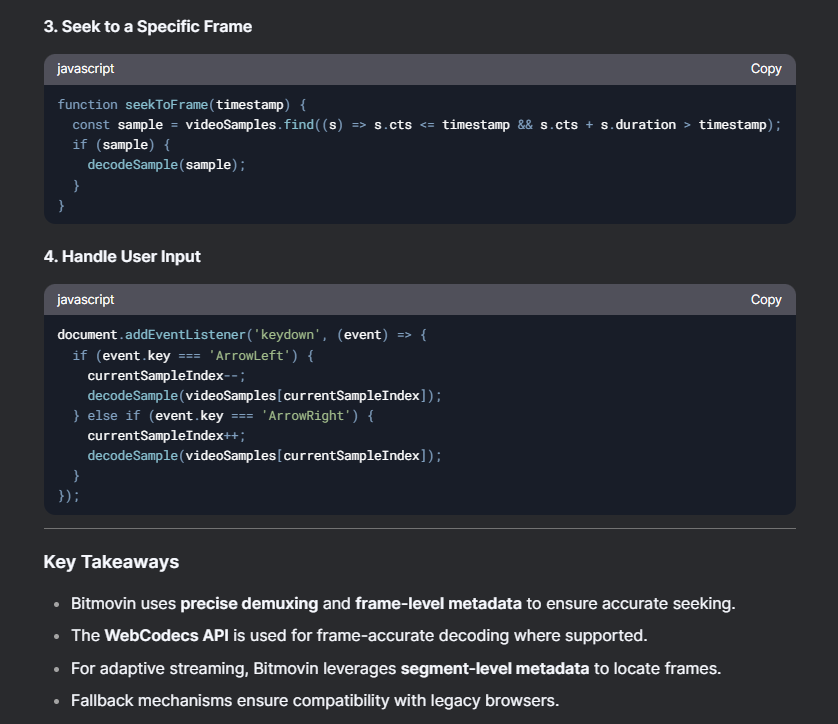 3. Seek to a Specific Frame
javascript
Copy
function seekToFrame(timestamp) {
  const sample = videoSamples.find((s) => s.cts <= timestamp && s.cts + s.duration > timestamp);
  if (sample) {
    decodeSample(sample);
  }
}
4. Handle User Input
javascript
Copy
document.addEventListener('keydown', (event) => {
  if (event.key === 'ArrowLeft') {
    currentSampleIndex--;
    decodeSample(videoSamples[currentSampleIndex]);
  } else if (event.key === 'ArrowRight') {
    currentSampleIndex++;
    decodeSample(videoSamples[currentSampleIndex]);
  }
});
Key Takeaways
• Bitmovin uses precise demuxing and frame-level metadata to ensure accurate seeking.
• The WebCodecs API is used for frame-accurate decoding where supported.
• For adaptive streaming, Bitmovin leverages segment-level metadata to locate frames.
• Fallback mechanisms ensure compatibility with legacy browsers.